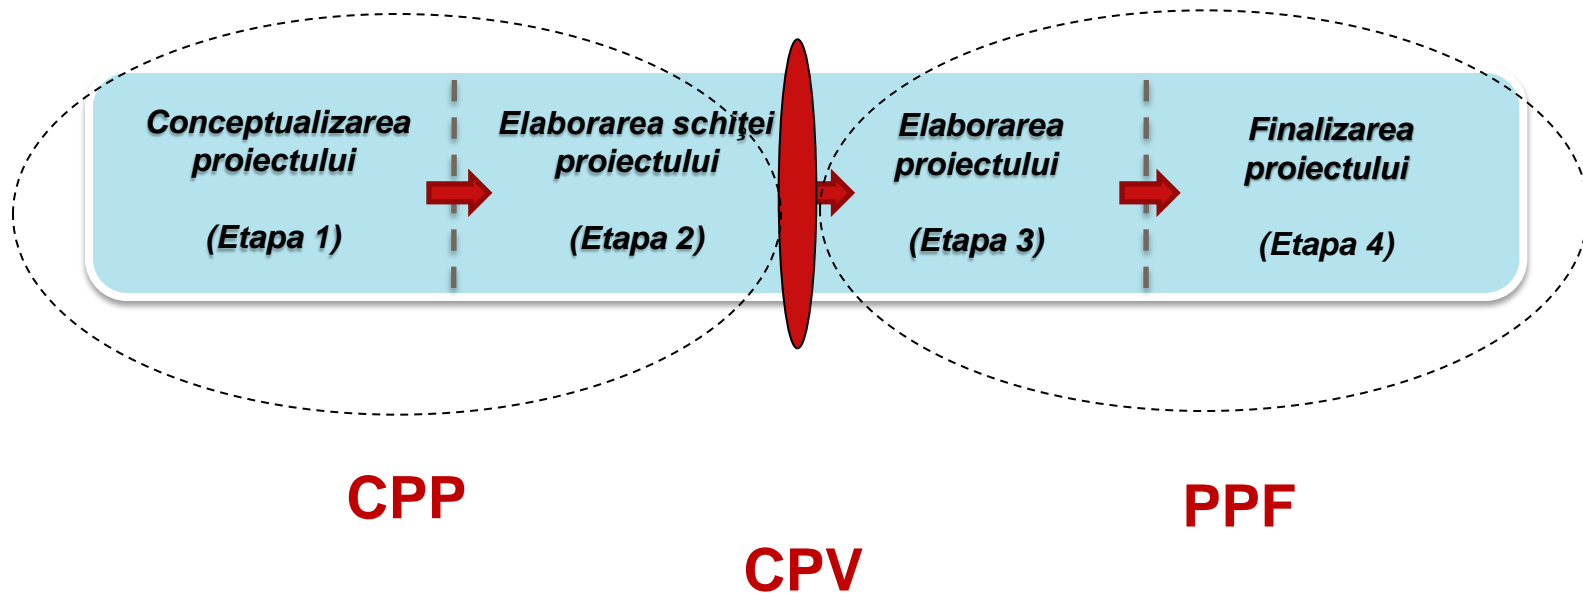 Conceptualizarea
proiectului
(Etapa 1)
Elaborarea schiţei
proiectului
(Etapa 2)
Elaborarea
proiectului
(Etapa 3)
Finalizarea
proiectului
(Etapa 4)
CPP
PPF
CPV